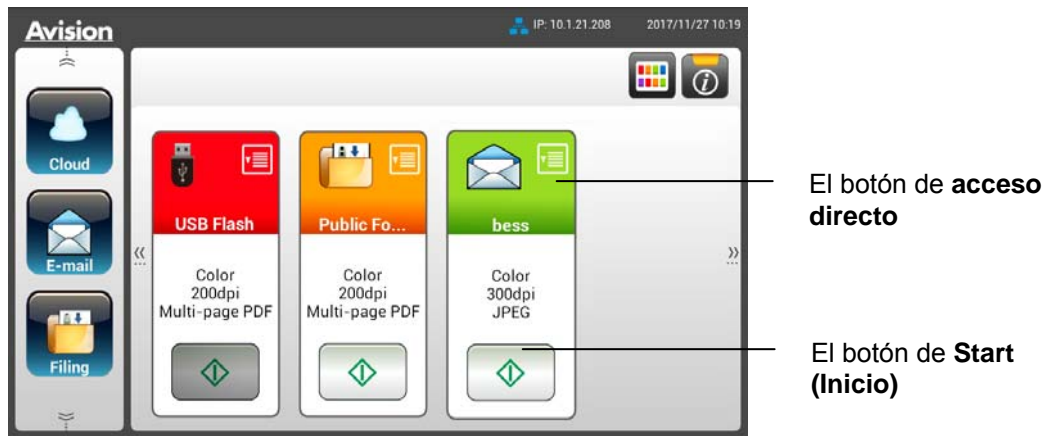 Avision
IP: 10.1.21.208
2017/11/27 10:19
Cloud
E-mail
Filing
USB Flash
Color
200dpi
Multi-page PDF
Public Fo...
Color
200dpi
Multi-page PDF
bess
Color
300dpi
JPEG
El botón de acceso
directo
El botón de Start
(Inicio)